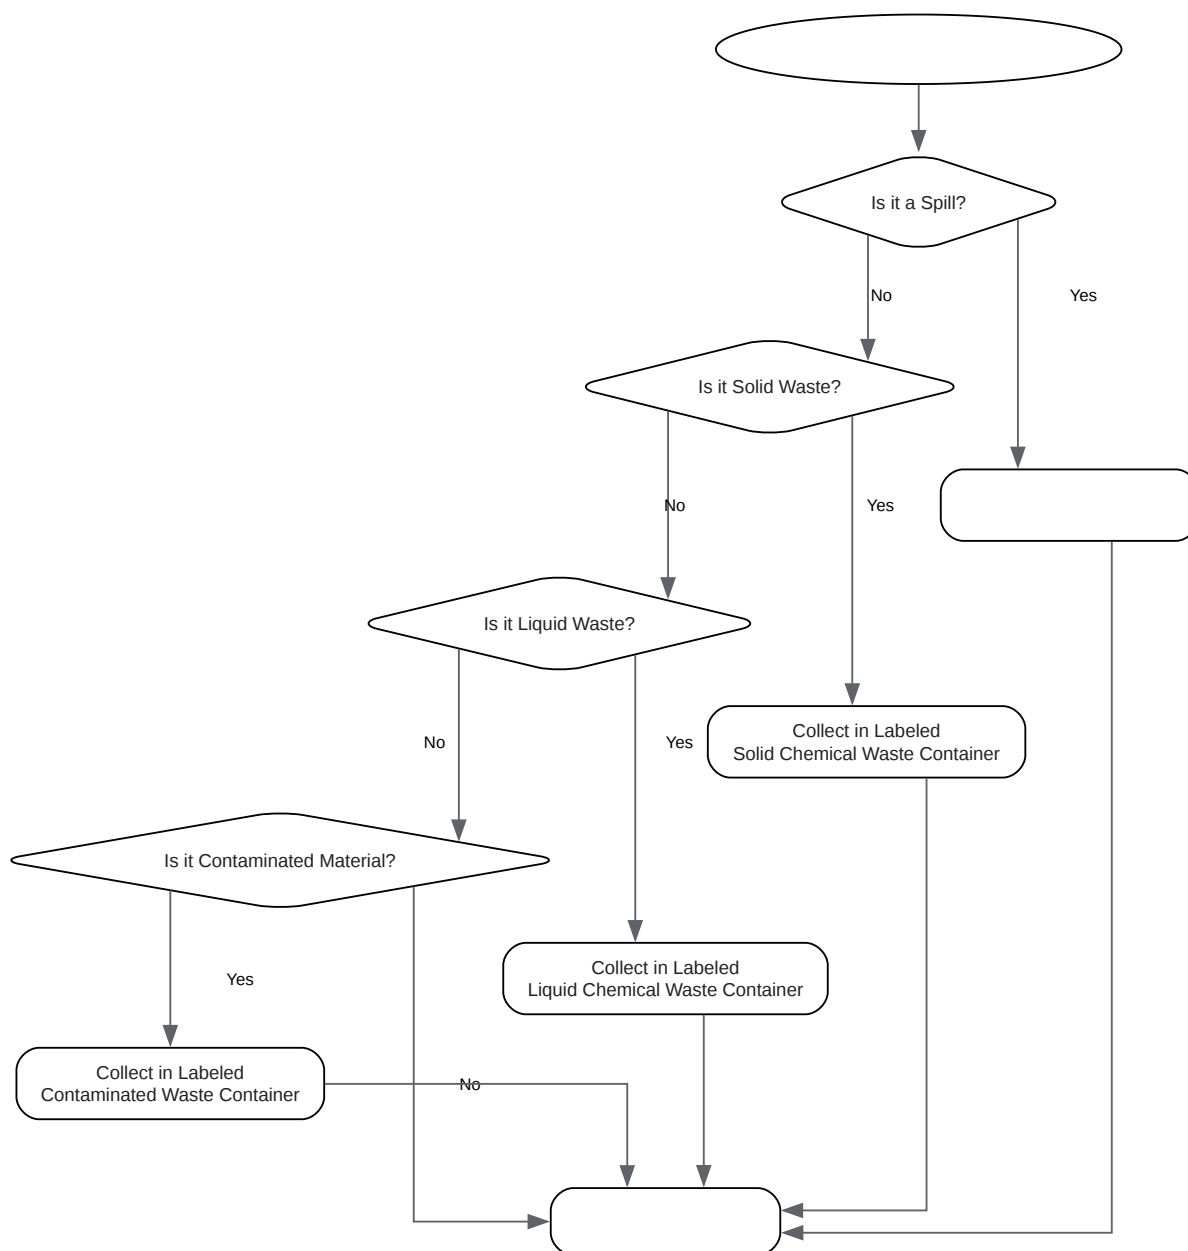 Is it a Spill?
No
Yes
Is it Solid Waste?
No
Yes
Is it Liquid Waste?
No
Yes
Collect in Labeled
Solid Chemical Waste Container
Is it Contaminated Material?
Yes
Collect in Labeled
Liquid Chemical Waste Container
Collect in Labeled
Contaminated Waste Container
No